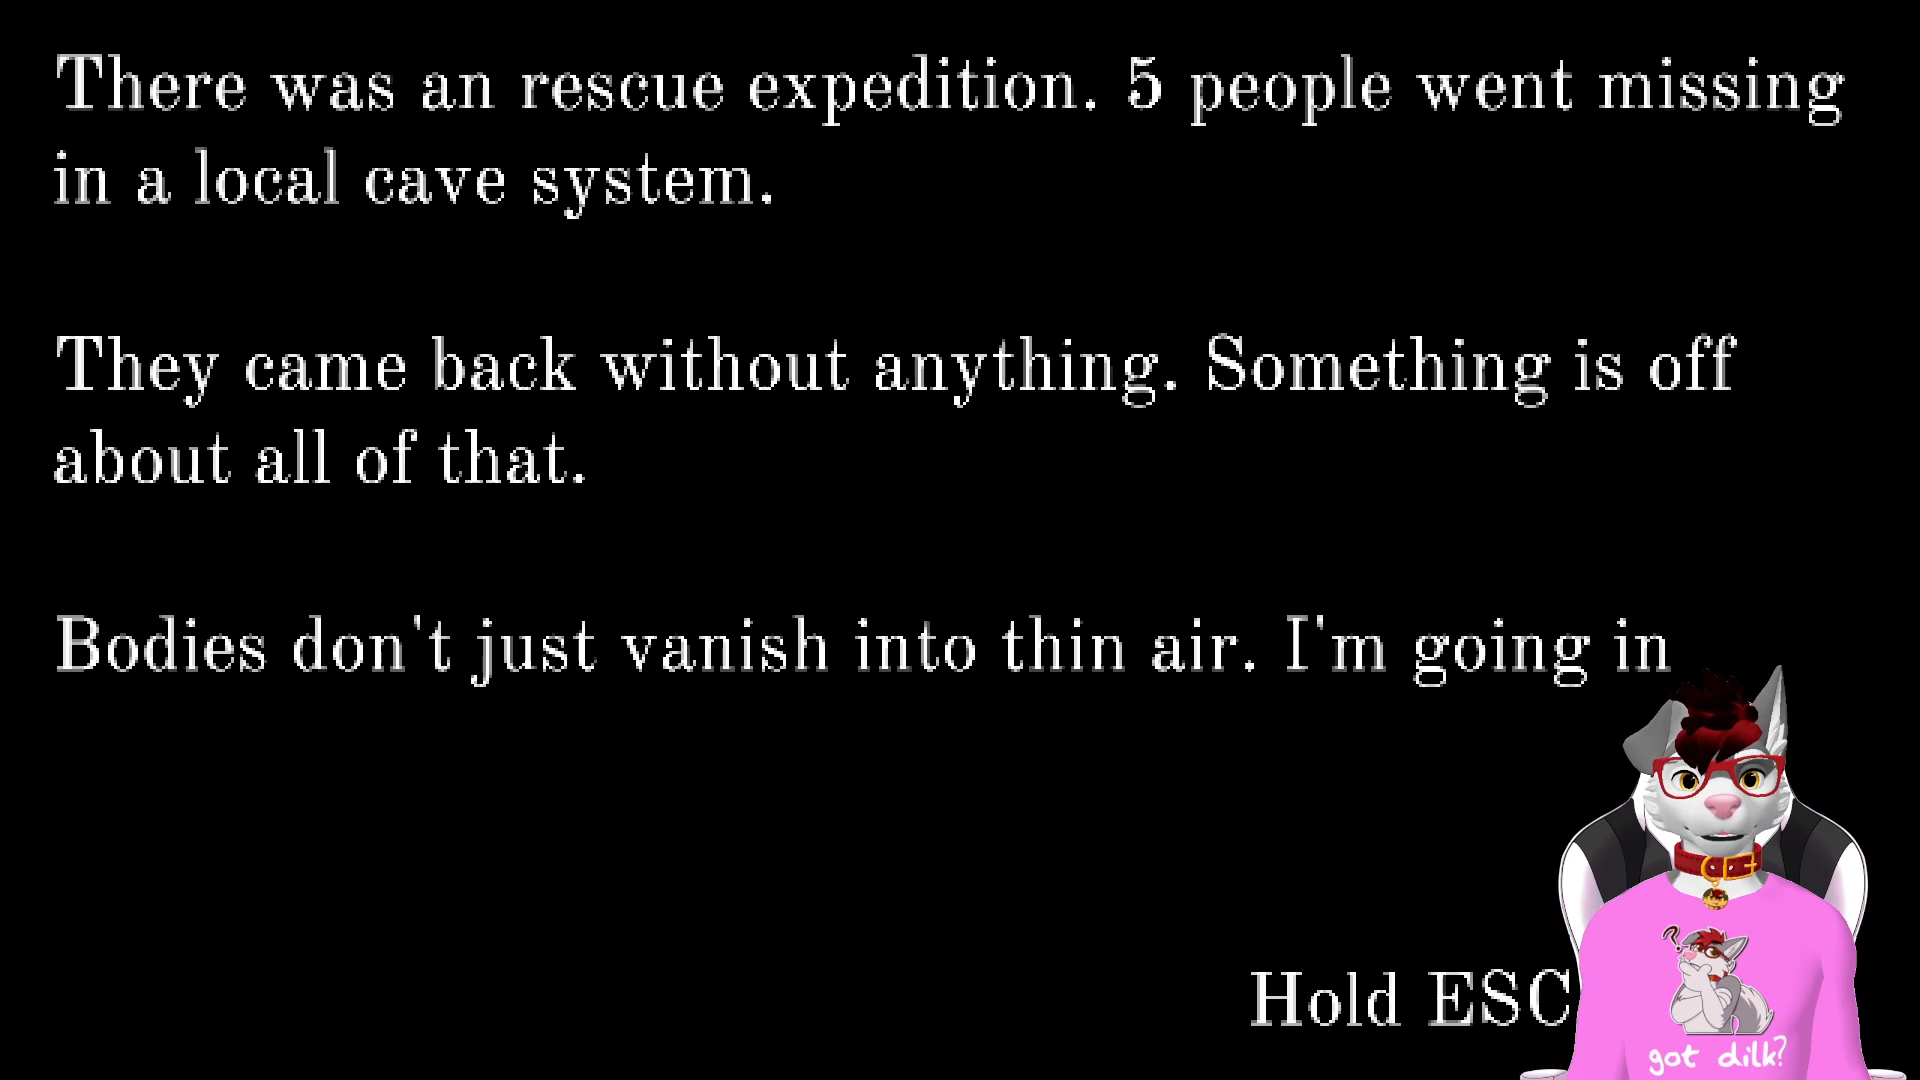 There was an rescue expedition. 5 people went missing
in a local cave system.
They came back without anything. Something is off
about all of that.
Bodies don't just vanish into thin air. I'm going in
Hold ESC
?
got dilk?